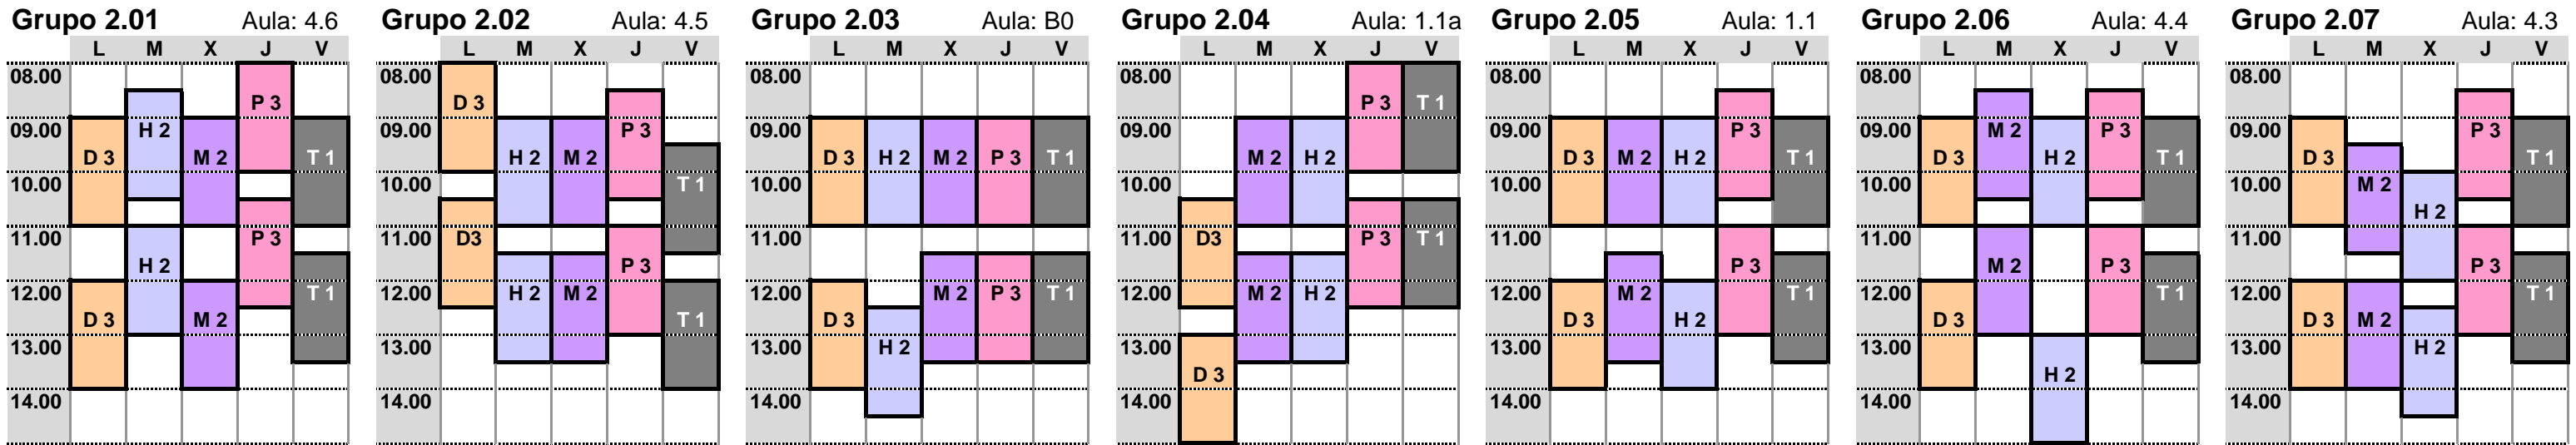 Grupo 2.01 Aula: 4.6
L M X J V
08.00
P 3
09.00 H 2
D 3 M 2 T 1
10.00
11.00 P 3
H 2
12.00 T 1
D 3 M 2
13.00
14.00
Grupo 2.02 Aula: 4.5
L M X J V
08.00
D 3
09.00 P 3
H 2 M 2
10.00 T 1
11.00 D3
P 3
12.00 H 2 M 2
T 1
13.00
14.00
Grupo 2.03 Aula: B0
L M X J V
08.00
09.00
D 3 H 2 M 2 P 3 T 1
10.00
11.00
12.00 M 2 P 3 T 1
D 3
13.00 H 2
14.00
Grupo 2.04 Aula: 1.1a
L M X J V
08.00
P 3 T 1
09.00
M 2 H 2
10.00
11.00 D3 P 3 T 1
12.00 M 2 H 2
13.00
D 3
14.00
Grupo 2.05 Aula: 1.1
L M X J V
08.00
09.00 P 3
D 3 M 2 H 2 T 1
10.00
11.00
P 3
12.00 M 2 T 1
D 3 H 2
13.00
14.00
Grupo 2.06 Aula: 4.4
L M X J V
08.00
09.00 M 2 P 3
D 3 H 2 T 1
10.00
11.00
M 2 P 3
12.00 T 1
D 3
13.00
H 2
14.00
Grupo 2.07 Aula: 4.3
L M X J V
08.00
09.00 P 3
D 3 T 1
10.00 M 2
H 2
11.00
P 3
12.00 T 1
D 3 M 2
13.00 H 2
14.00